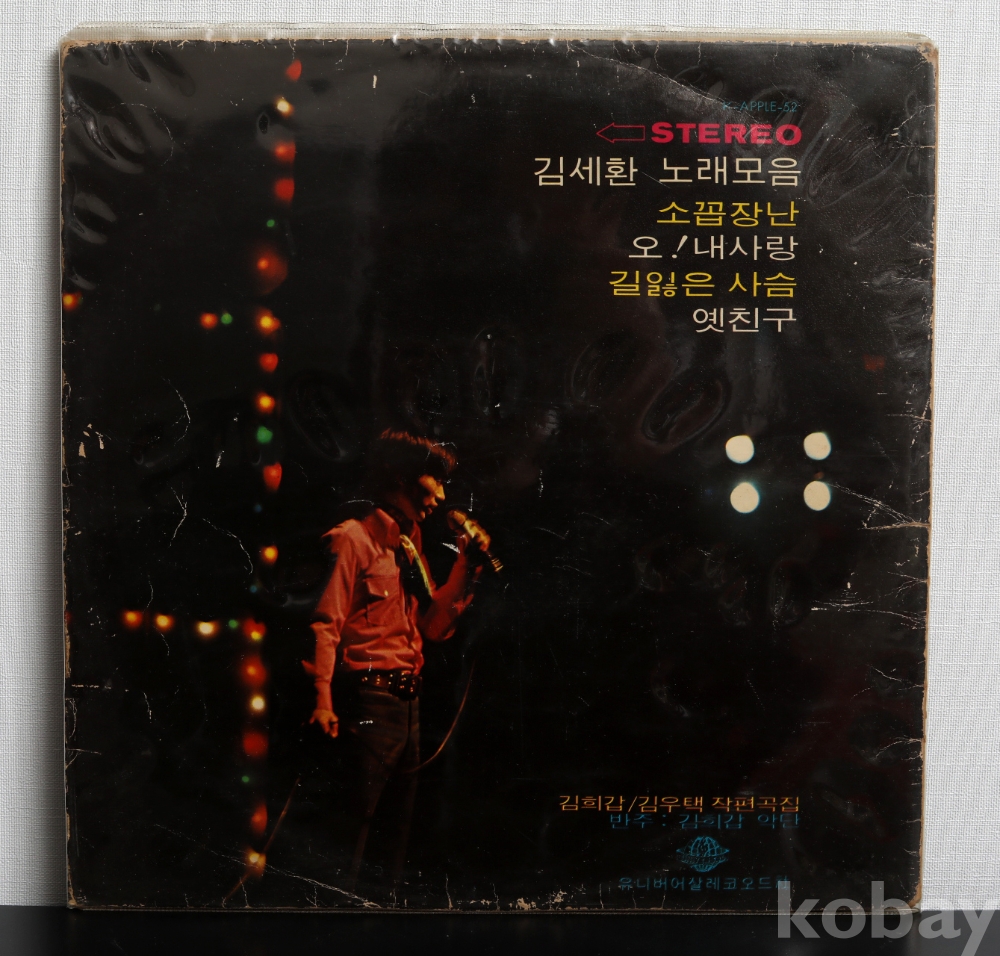 K-APPLE-52
STEREO
김세환 노래모음
소꼽장난
오!내사랑
길잃은 사슴
옛친구
김희갑/김우택 작편곡집
반주 : 김희갑 악단
유니버어살레코오드社
kobay